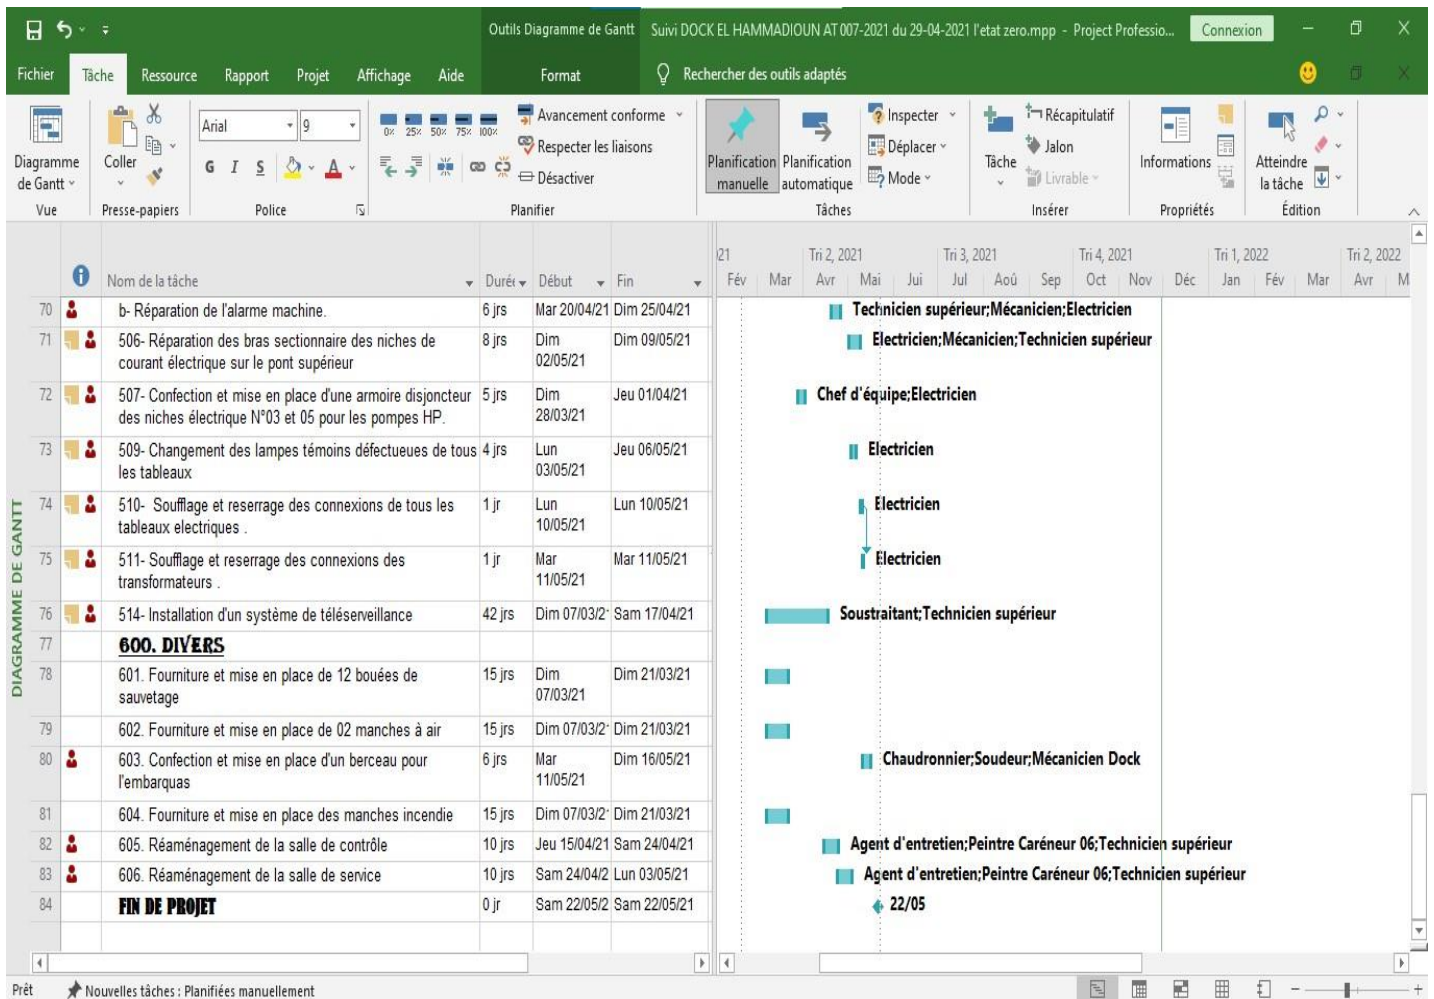 Outils Diagramme de Gantt Suivi DOCK EL HAMMADIOUN AT 007-2021 du 29-04-2021 l'etat zero.mpp - Project Professio... Connexion
Fichier Tâche Ressource Rapport Projet Affichage Aide Format Rechercher des outils adaptés
Arial 9 0% 25% 50% 75% 100% Avancement conforme Inspecter Récapitulatif
Respecter les liaisons Déplacer Jalon
Diagramme de Gantt Coller G I S A Désactiver Planification manuelle Planification automatique Mode Tâche Livrable Informations Atteindre la tâche
Vue Presse-papiers Police Planifier Tâches Insérer Propriétés Édition
21 Tri 2, 2021 Tri 3, 2021 Tri 4, 2021 Tri 1, 2022 Tri 2, 2022
Nom de la tâche Durée Début Fin Fév Mar Avr Mai Jui Jul Aoû Sep Oct Nov Déc Jan Fév Mar Avr M
70 b- Réparation de l'alarme machine. 6 jrs Mar 20/04/21 Dim 25/04/21 Technicien supérieur;Mécanicien;Electricien
71 506- Réparation des bras sectionnaire des niches de 8 jrs Dim Dim 09/05/21 Electricien;Mécanicien;Technicien supérieur
courant électrique sur le pont supérieur 02/05/21
72 507- Confection et mise en place d'une armoire disjoncteur 5 jrs Dim Jeu 01/04/21 Chef d'équipe;Electricien
des niches électrique N°03 et 05 pour les pompes HP. 28/03/21
73 509- Changement des lampes témoins défectueues de tous 4 jrs Lun Jeu 06/05/21 Electricien
les tableaux 03/05/21
74 510- Soufflage et reserrage des connexions de tous les 1 jr Lun Lun 10/05/21 Electricien
tableaux electriques . 10/05/21
75 511- Soufflage et reserrage des connexions des 1 jr Mar Mar 11/05/21 Electricien
transformateurs . 11/05/21
76 514- Installation d'un système de téléserveillance 42 jrs Dim 07/03/2 Sam 17/04/21 Soustraitant;Technicien supérieur
77 600. DIVERS
78 601. Fourniture et mise en place de 12 bouées de 15 jrs Dim Dim 21/03/21
sauvetage 07/03/21
79 602. Fourniture et mise en place de 02 manches à air 15 jrs Dim 07/03/2 Dim 21/03/21
80 603. Confection et mise en place d'un berceau pour 6 jrs Mar Dim 16/05/21 Chaudronnier;Soudeur;Mécanicien Dock
l'embarquas 11/05/21
81 604. Fourniture et mise en place des manches incendie 15 jrs Dim 07/03/2 Dim 21/03/21
82 605. Réaménagement de la salle de contrôle 10 jrs Jeu 15/04/21 Sam 24/04/21 Agent d'entretien;Peintre Caréneur 06;Technicien supérieur
83 606. Réaménagement de la salle de service 10 jrs Sam 24/04/2 Lun 03/05/21 Agent d'entretien;Peintre Caréneur 06;Technicien supérieur
84 FIN DE PROJET 0 jr Sam 22/05/2 Sam 22/05/21 22/05
DIAGRAMME DE GANTT
Prêt Nouvelles tâches : Planifiées manuellement